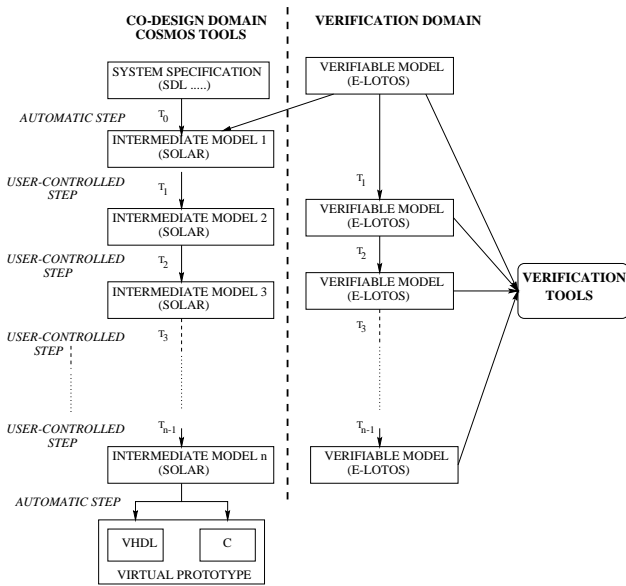 CO-DESIGN DOMAIN
COSMOS TOOLS
VERIFICATION DOMAIN
SYSTEM SPECIFICATION
(SDL .....)
VERIFIABLE MODEL
(E-LOTOS)
AUTOMATIC STEP
T0
INTERMEDIATE MODEL 1
(SOLAR)
USER-CONTROLLED
STEP
T1
T1
INTERMEDIATE MODEL 2
(SOLAR)
VERIFIABLE MODEL
(E-LOTOS)
USER-CONTROLLED
STEP
T2
T2
INTERMEDIATE MODEL 3
(SOLAR)
VERIFIABLE MODEL
(E-LOTOS)
VERIFICATION
TOOLS
USER-CONTROLLED
STEP
T3
T3
USER-CONTROLLED
STEP
Tn-1
Tn-1
INTERMEDIATE MODEL n
(SOLAR)
VERIFIABLE MODEL
(E-LOTOS)
AUTOMATIC STEP
VHDL
C
VIRTUAL PROTOTYPE